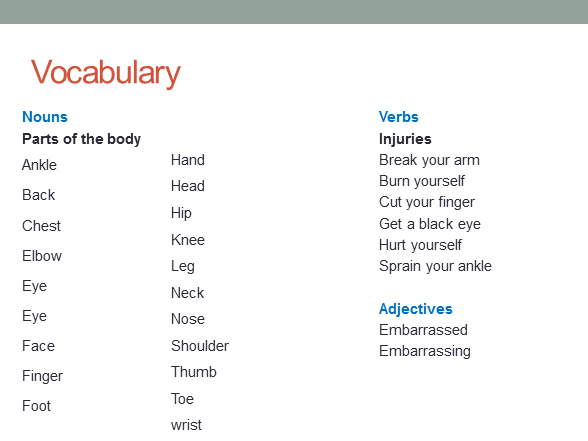 Vocabulary
Nouns
Parts of the body
Ankle
Back
Chest
Elbow
Eye
Eye
Face
Finger
Foot
Hand
Head
Hip
Knee
Leg
Neck
Nose
Shoulder
Thumb
Toe
wrist
Verbs
Injuries
Break your arm
Burn yourself
Cut your finger
Get a black eye
Hurt yourself
Sprain your ankle
Adjectives
Embarrassed
Embarrassing